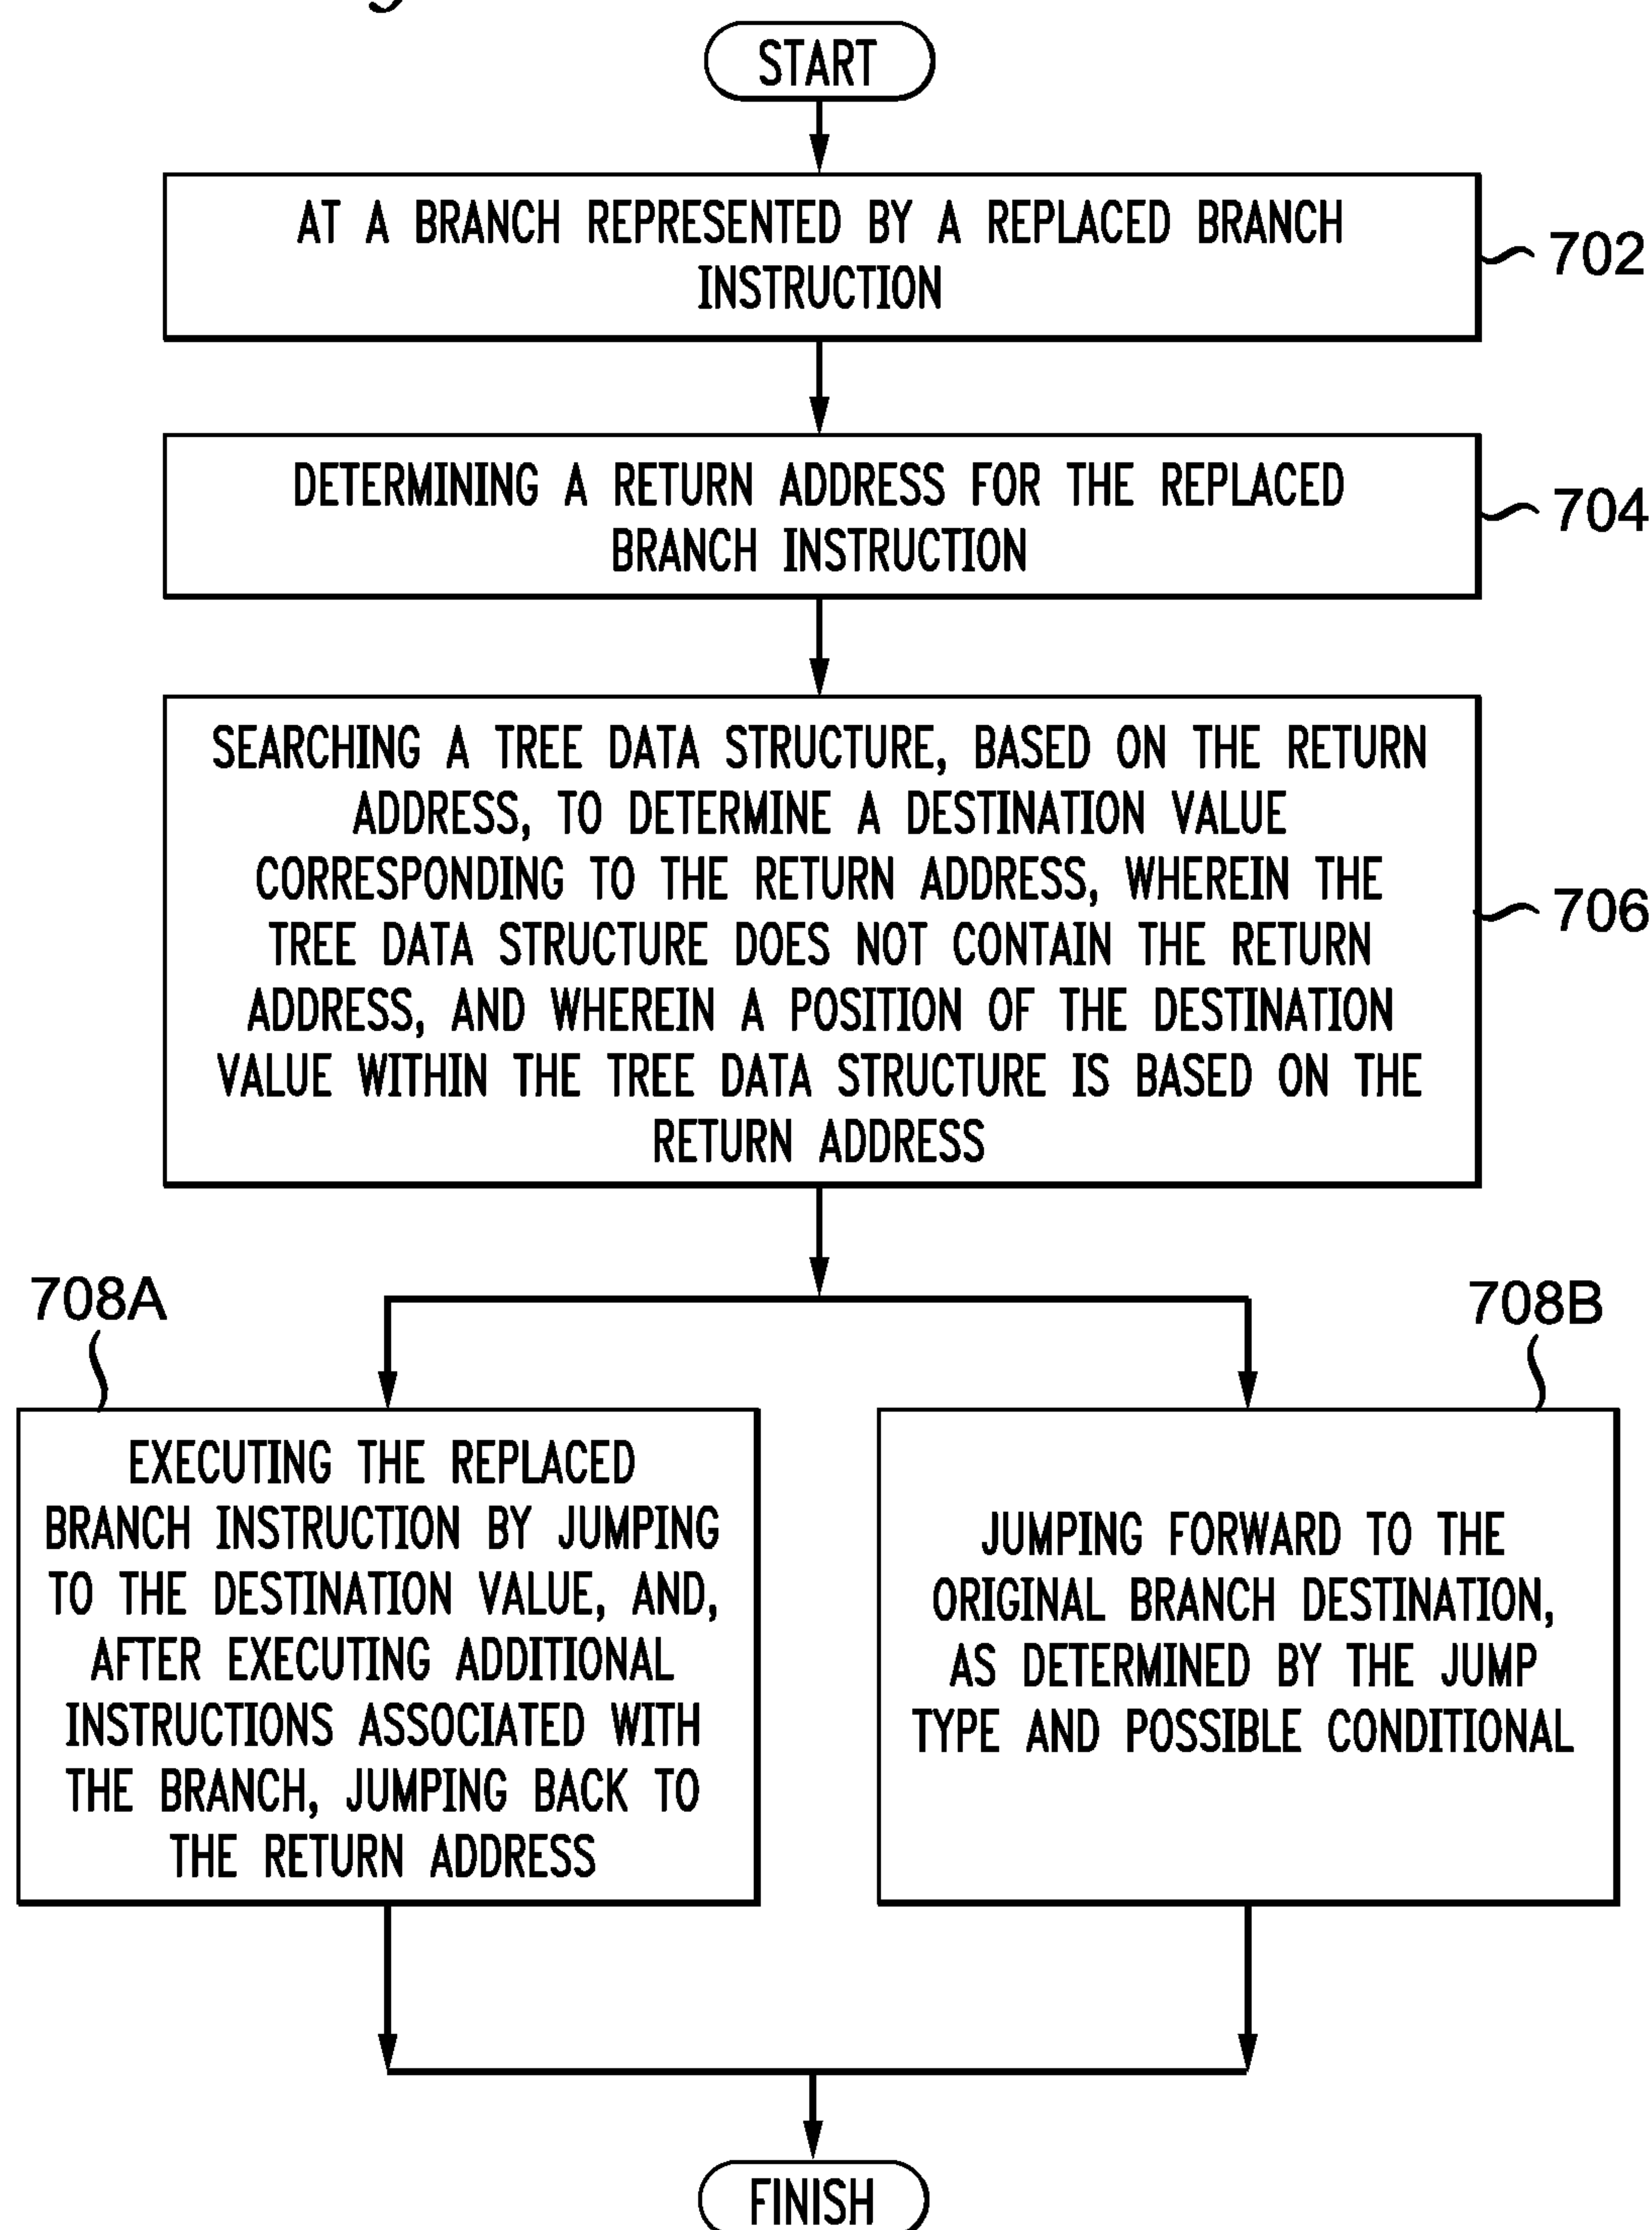 START
AT A BRANCH REPRESENTED BY A REPLACED BRANCH
INSTRUCTION
702
DETERMINING A RETURN ADDRESS FOR THE REPLACED
BRANCH INSTRUCTION
704
SEARCHING A TREE DATA STRUCTURE, BASED ON THE RETURN
ADDRESS, TO DETERMINE A DESTINATION VALUE
CORRESPONDING TO THE RETURN ADDRESS, WHEREIN THE
TREE DATA STRUCTURE DOES NOT CONTAIN THE RETURN
ADDRESS, AND WHEREIN A POSITION OF THE DESTINATION
VALUE WITHIN THE TREE DATA STRUCTURE IS BASED ON THE
RETURN ADDRESS
706
708A
EXECUTING THE REPLACED
BRANCH INSTRUCTION BY JUMPING
TO THE DESTINATION VALUE, AND,
AFTER EXECUTING ADDITIONAL
INSTRUCTIONS ASSOCIATED WITH
THE BRANCH, JUMPING BACK TO
THE RETURN ADDRESS
708B
JUMPING FORWARD TO THE
ORIGINAL BRANCH DESTINATION,
AS DETERMINED BY THE JUMP
TYPE AND POSSIBLE CONDITIONAL
FINISH